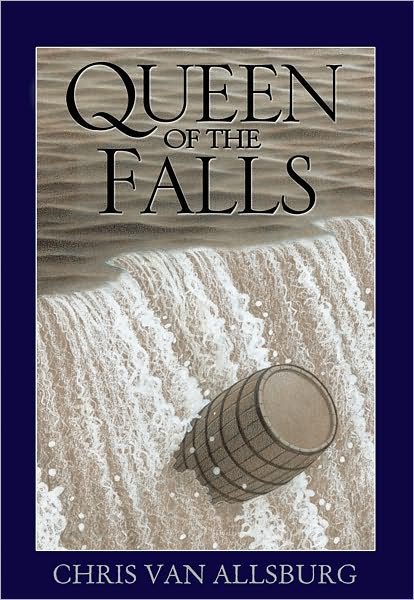 QUEEN
OF THE
FALLS
CHRIS VAN ALLSBURG